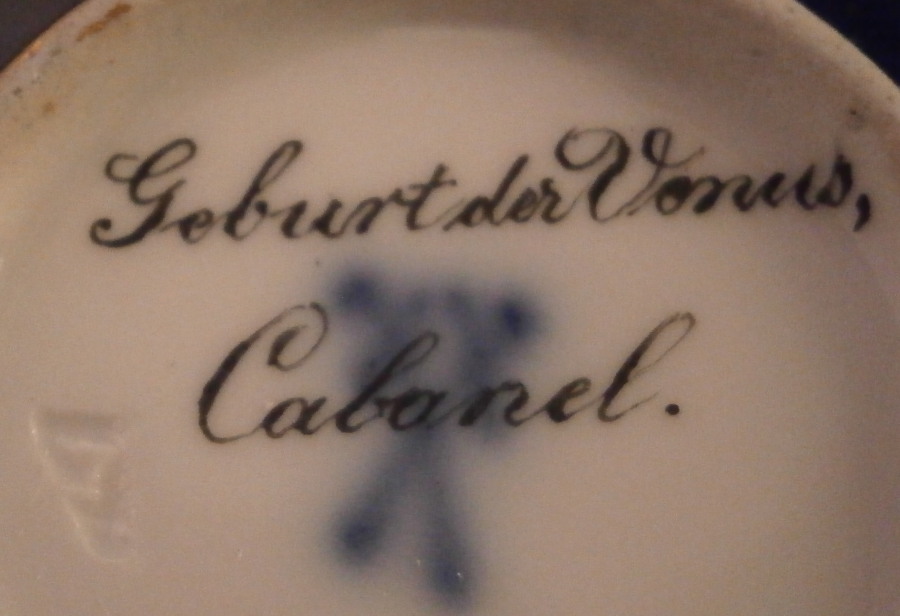 Geburt der Venus,
Cabanel.